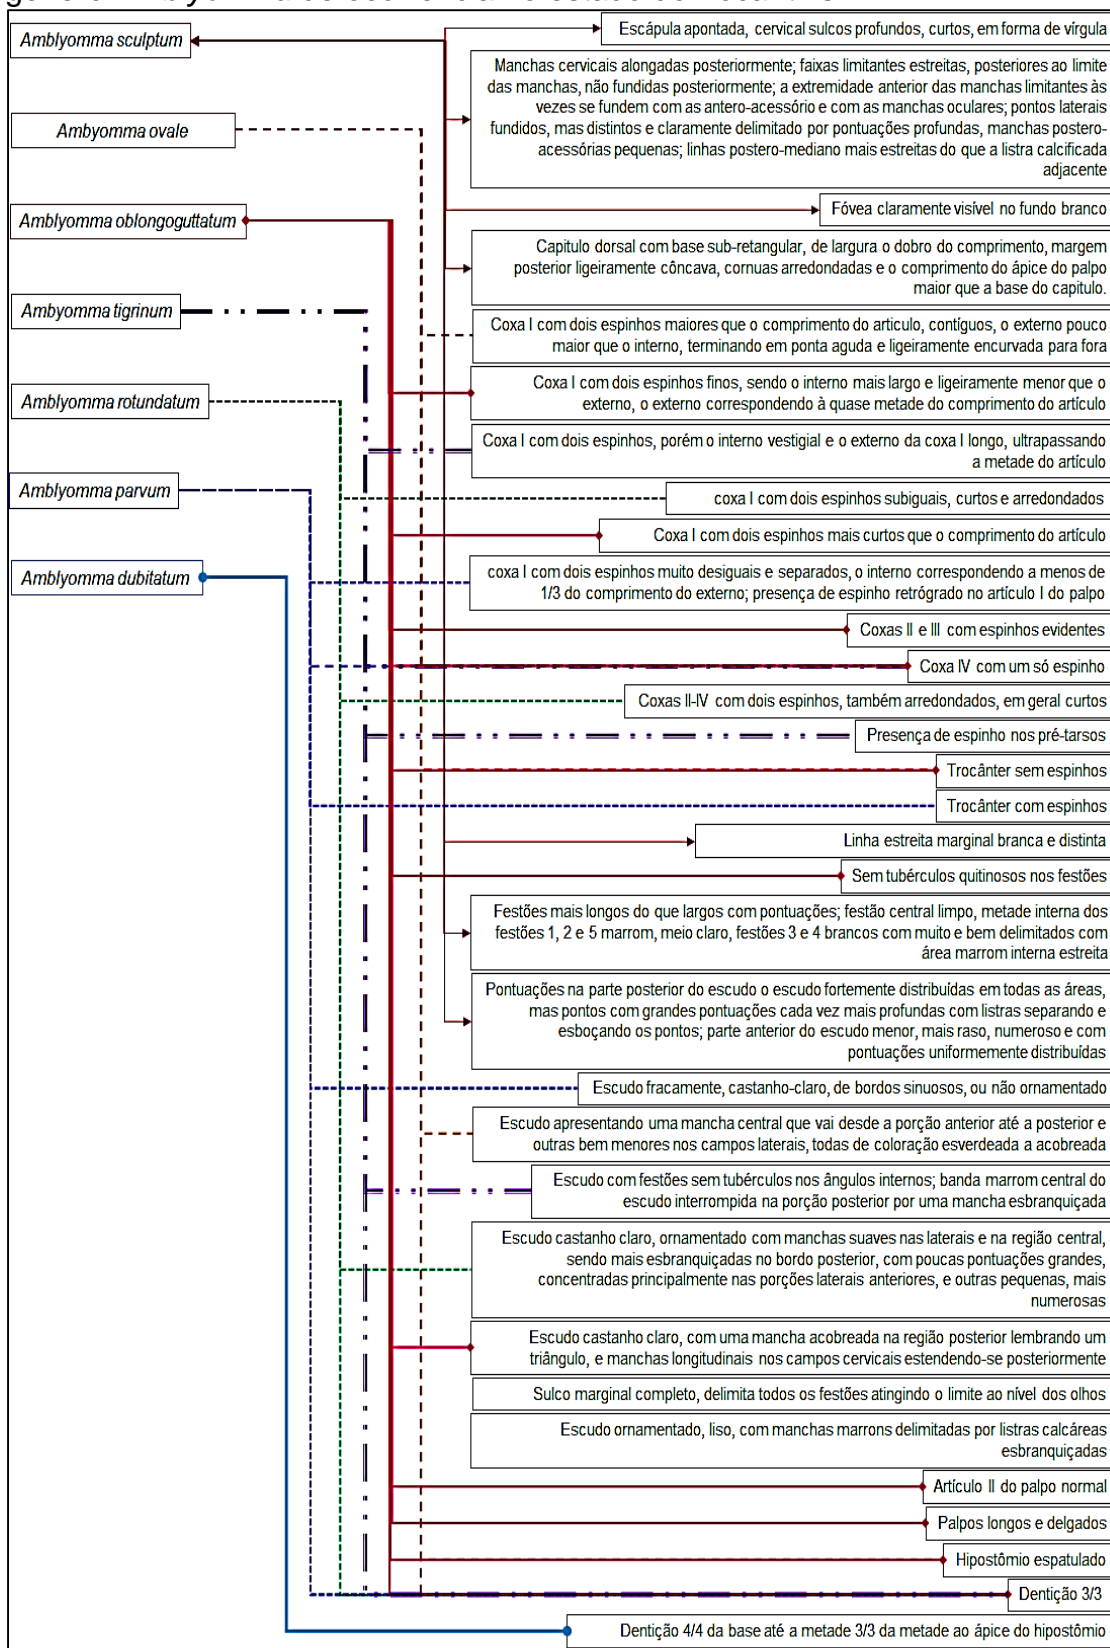 gênero Amblyomma de ocorrência no estado do Tocantins
Amblyomma sculptum
Ambyomma ovale
Amblyomma oblongoguttatum
Ambyomma tigrinum
Amblyomma rotundatum
Amblyomma parvum
Amblyomma dubitatum
Escápula apontada, cervical sulcos profundos, curtos, em forma de vírgula
Manchas cervicais alongadas posteriormente; faixas limitantes estreitas, posteriores ao limite
das manchas, não fundidas posteriormente; a extremidade anterior das manchas limitantes às
vezes se fundem com as antero-acessório e com as manchas oculares; pontos laterais
fundidos, mas distintos e claramente delimitado por pontuações profundas, manchas postero-
acessórias pequenas; linhas postero-mediano mais estreitas do que a listra calcificada
adjacente
Fóvea claramente visível no fundo branco
Capitulo dorsal com base sub-retangular, de largura o dobro do comprimento, margem
posterior ligeiramente côncava, cornuas arredondadas e o comprimento do ápice do palpo
maior que a base do capitulo.
Coxa I com dois espinhos maiores que o comprimento do articulo, contíguos, o externo pouco
maior que o interno, terminando em ponta aguda e ligeiramente encurvada para fora
Coxa I com dois espinhos finos, sendo o interno mais largo e ligeiramente menor que o
externo, o externo correspondendo à quase metade do comprimento do artículo
Coxa I com dois espinhos, porém o interno vestigial e o externo da coxa I longo, ultrapassando
a metade do artículo
coxa I com dois espinhos subiguais, curtos e arredondados
Coxa I com dois espinhos mais curtos que o comprimento do artículo
coxa I com dois espinhos muito desiguais e separados, o interno correspondendo a menos de
1/3 do comprimento do externo; presença de espinho retrógrado no artículo I do palpo
Coxas II e III com espinhos evidentes
Coxa IV com um só espinho
Coxas II-IV com dois espinhos, também arredondados, em geral curtos
Presença de espinho nos pré-tarsos
Trocânter sem espinhos
Trocânter com espinhos
Linha estreita marginal branca e distinta
Sem tubérculos quitinosos nos festões
Festões mais longos do que largos com pontuações; festão central limpo, metade interna dos
festões 1, 2 e 5 marrom, meio claro, festões 3 e 4 brancos com muito e bem delimitados com
área marrom interna estreita
Pontuações na parte posterior do escudo o escudo fortemente distribuídas em todas as áreas,
mas pontos com grandes pontuações cada vez mais profundas com listras separando e
esboçando os pontos; parte anterior do escudo menor, mais raso, numeroso e com
pontuações uniformemente distribuídas
Escudo fracamente, castanho-claro, de bordos sinuosos, ou não ornamentado
Escudo apresentando uma mancha central que vai desde a porção anterior até a posterior e
outras bem menores nos campos laterais, todas de coloração esverdeada a acobreada
Escudo com festões sem tubérculos nos ângulos internos; banda marrom central do
escudo interrompida na porção posterior por uma mancha esbranquiçada
Escudo castanho claro, ornamentado com manchas suaves nas laterais e na região central,
sendo mais esbranquiçadas no bordo posterior, com poucas pontuações grandes,
concentradas principalmente nas porções laterais anteriores, e outras pequenas, mais
numerosas
Escudo castanho claro, com uma mancha acobreada na região posterior lembrando um
triângulo, e manchas longitudinais nos campos cervicais estendendo-se posteriormente
Sulco marginal completo, delimita todos os festões atingindo o limite ao nível dos olhos
Escudo ornamentado, liso, com manchas marrons delimitadas por listras calcáreas
esbranquiçadas
Artículo II do palpo normal
Palpos longos e delgados
Hipostômio espatulado
Dentição 3/3
Dentição 4/4 da base até a metade 3/3 da metade ao ápice do hipostômio